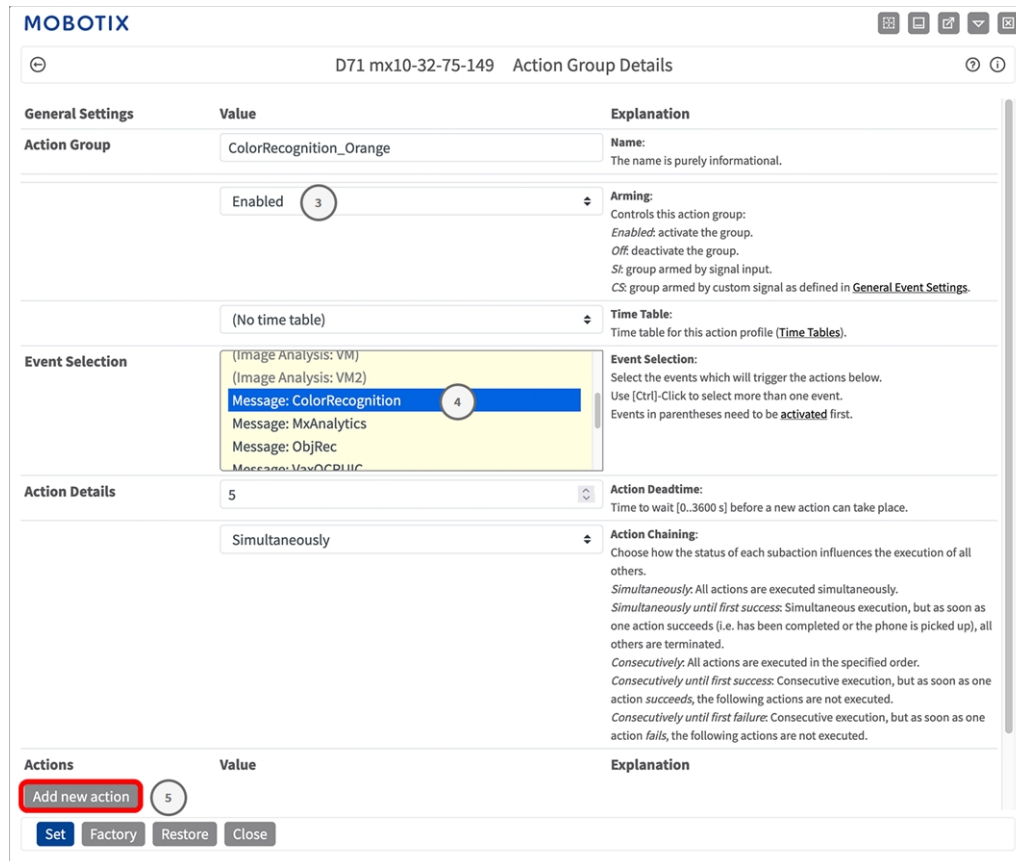 MOBOTIX
D71 mx10-32-75-149 Action Group Details
General Settings Value Explanation
Action Group
ColorRecognition_Orange
Name:
The name is purely informational.
Enabled
3
Arming:
Controls this action group:
Enabled: activate the group.
Off: deactivate the group.
SI: group armed by signal input.
CS: group armed by custom signal as defined in General Event Settings.
(No time table)
Time Table:
Time table for this action profile (Time Tables).
Event Selection
(Image Analysis: VM)
(Image Analysis: VM2)
Message: ColorRecognition
4
Message: MxAnalytics
Message: ObjRec
Message: VaxOCRUIC
Event Selection:
Select the events which will trigger the actions below.
Use [Ctrl]-Click to select more than one event.
Events in parentheses need to be activated first.
Action Details
5
Action Deadtime:
Time to wait [0..3600 s] before a new action can take place.
Simultaneously
Action Chaining:
Choose how the status of each subaction influences the execution of all
others.
Simultaneously: All actions are executed simultaneously.
Simultaneously until first success: Simultaneous execution, but as soon as
one action succeeds (i.e. has been completed or the phone is picked up), all
others are terminated.
Consecutively: All actions are executed in the specified order.
Consecutively until first success: Consecutive execution, but as soon as one
action succeeds, the following actions are not executed.
Consecutively until first failure: Consecutive execution, but as soon as one
action fails, the following actions are not executed.
Actions Value Explanation
Add new action
5
Set Factory Restore Close